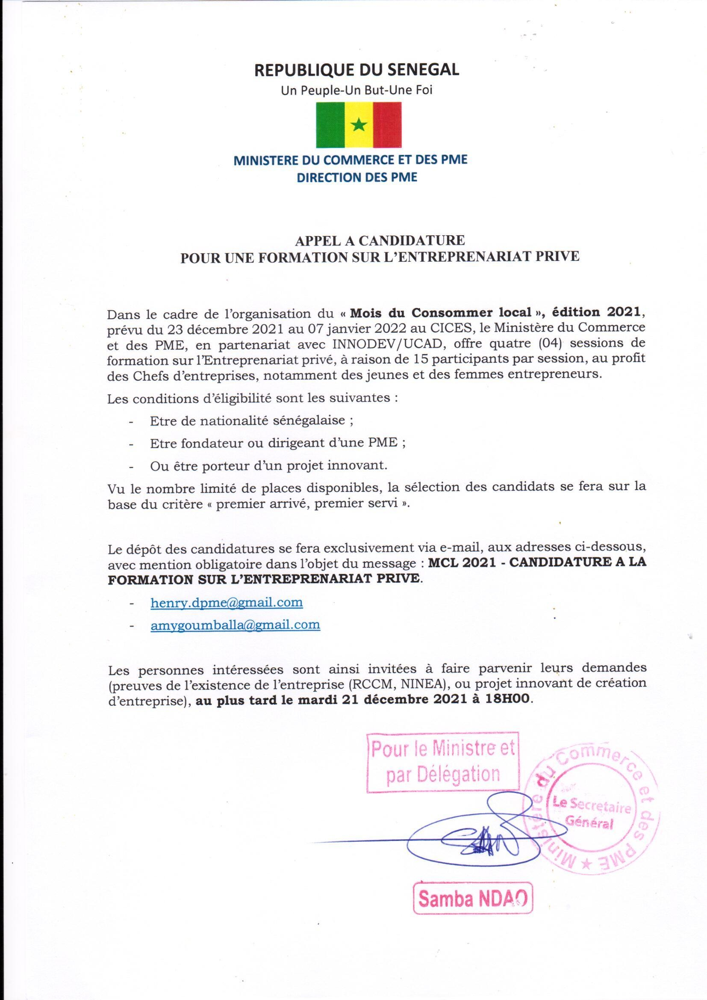 REPUBLIQUE DU SENEGAL
Un Peuple-Un But-Une Foi
MINISTERE DU COMMERCE ET DES PME
DIRECTION DES PME
APPEL A CANDIDATURE
POUR UNE FORMATION SUR L'ENTREPRENARIAT PRIVE
Dans le cadre de l'organisation du « Mois du Consommer local », édition 2021,
prévu du 23 décembre 2021 au 07 janvier 2022 au CICES, le Ministère du Commerce
et des PME, en partenariat avec INNODEV/UCAD, offre quatre (04) sessions de
formation sur l'Entreprenariat privé, à raison de 15 participants par session, au profit
des Chefs d'entreprises, notamment des jeunes et des femmes entrepreneurs.
Les conditions d'éligibilité sont les suivantes :
- Etre de nationalité sénégalaise ;
- Etre fondateur ou dirigeant d'une PME ;
- Ou être porteur d'un projet innovant.
Vu le nombre limité de places disponibles, la sélection des candidats se fera sur la
base du critère « premier arrivé, premier servi ».
Le dépôt des candidatures se fera exclusivement via e-mail, aux adresses ci-dessous,
avec mention obligatoire dans l'objet du message : MCL 2021 - CANDIDATURE A LA
FORMATION SUR L'ENTREPRENARIAT PRIVE.
- henry.dpme@gmail.com
- amygoumballa@gmail.com
Les personnes intéressées sont ainsi invitées à faire parvenir leurs demandes
(preuves de l'existence de l'entreprise (RCCM, NINEA), ou projet innovant de création
d'entreprise), au plus tard le mardi 21 décembre 2021 à 18H00.
Pour le Ministre et
par Délégation
Ministère du Commerce et des PME ★
Le Secretaire
Général
Samba NDAO